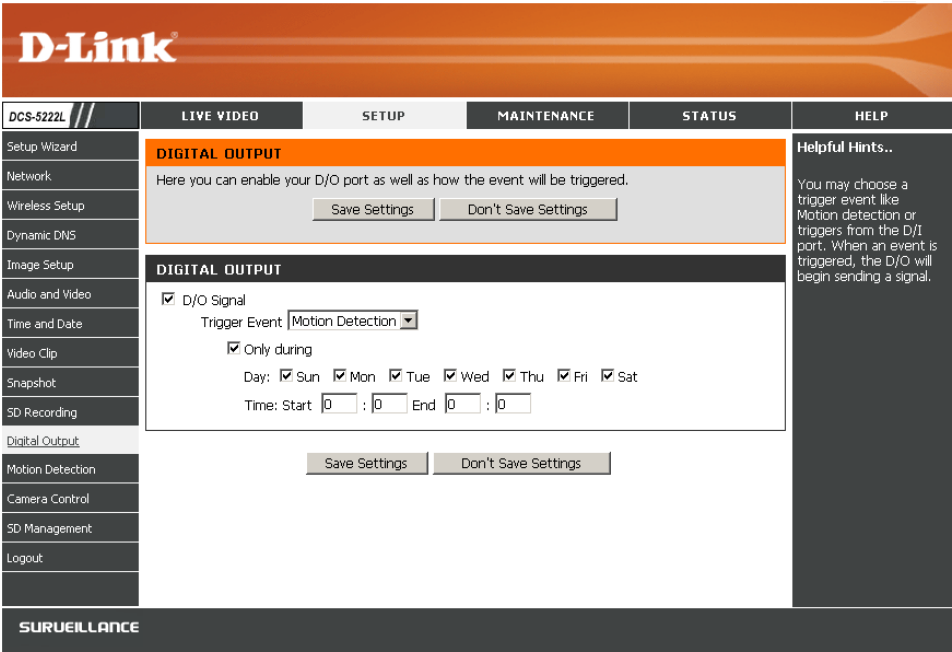 D-Link
DCS-5222L
LIVE VIDEO
SETUP
MAINTENANCE
STATUS
HELP
Setup Wizard
Network
Wireless Setup
Dynamic DNS
Image Setup
Audio and Video
Time and Date
Video Clip
Snapshot
SD Recording
Digital Output
Motion Detection
Camera Control
SD Management
Logout
DIGITAL OUTPUT
Here you can enable your D/O port as well as how the event will be triggered.
Save Settings Don't Save Settings
DIGITAL OUTPUT
D/O Signal
Trigger Event Motion Detection
Only during
Day: Sun Mon Tue Wed Thu Fri Sat
Time: Start 0 : 0 End 0 : 0
Save Settings Don't Save Settings
Helpful Hints..
You may choose a
trigger event like
Motion detection or
triggers from the D/I
port. When an event is
triggered, the D/O will
begin sending a signal.
SURVEILLANCE